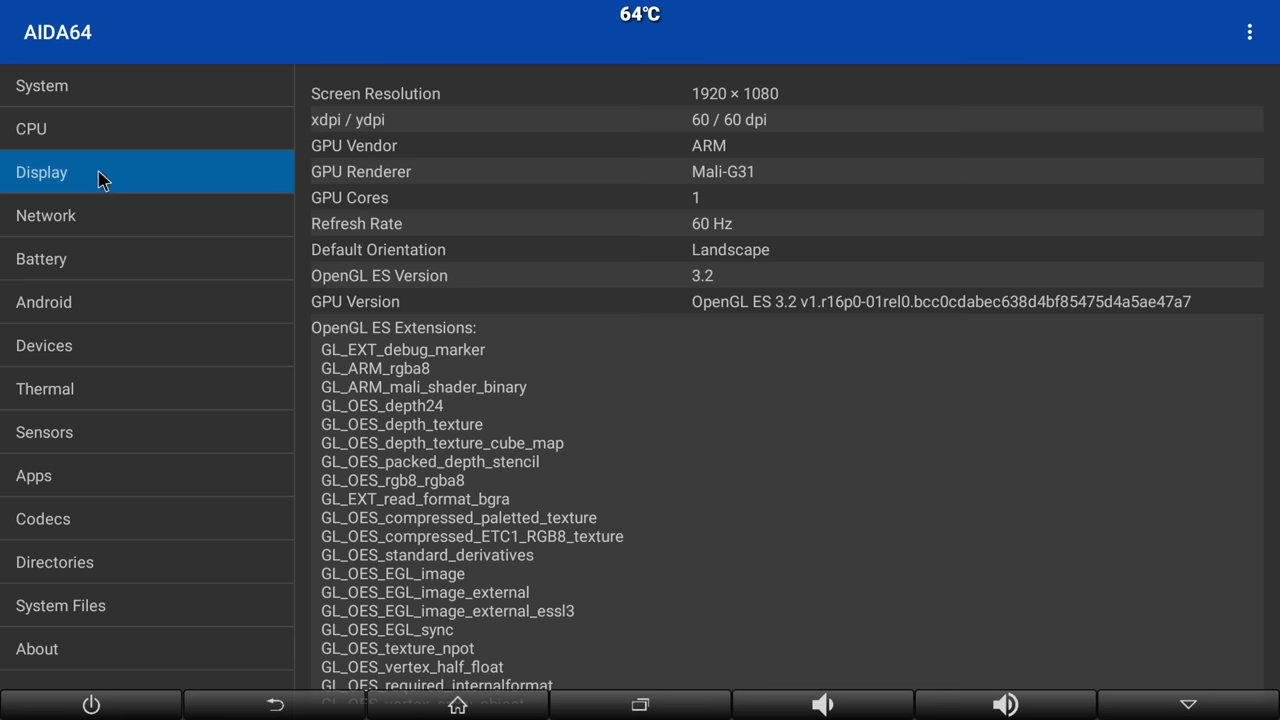 64℃
AIDA64
System
CPU
Display
Network
Battery
Android
Devices
Thermal
Sensors
Apps
Codecs
Directories
System Files
About
Screen Resolution 1920 × 1080
xdpi / ydpi 60 / 60 dpi
GPU Vendor ARM
GPU Renderer Mali-G31
GPU Cores 1
Refresh Rate 60 Hz
Default Orientation Landscape
OpenGL ES Version 3.2
GPU Version OpenGL ES 3.2 v1.r16p0-01rel0.bcc0cdabec638d4bf85475d4a5ae47a7
OpenGL ES Extensions:
GL_EXT_debug_marker
GL_ARM_rgba8
GL_ARM_mali_shader_binary
GL_OES_depth24
GL_OES_depth_texture
GL_OES_depth_texture_cube_map
GL_OES_packed_depth_stencil
GL_OES_rgb8_rgba8
GL_EXT_read_format_bgra
GL_OES_compressed_paletted_texture
GL_OES_compressed_ETC1_RGB8_texture
GL_OES_standard_derivatives
GL_OES_EGL_image
GL_OES_EGL_image_external
GL_OES_EGL_image_external_essl3
GL_OES_EGL_sync
GL_OES_texture_npot
GL_OES_vertex_half_float
GL_OES_required_internalformat